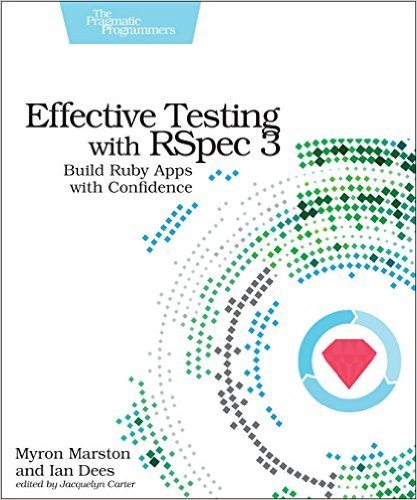 The
Pragmatic
Programmers
Effective Testing
with RSpec 3
Build Ruby Apps
with Confidence
Myron Marston
and Ian Dees
edited by Jacquelyn Carter